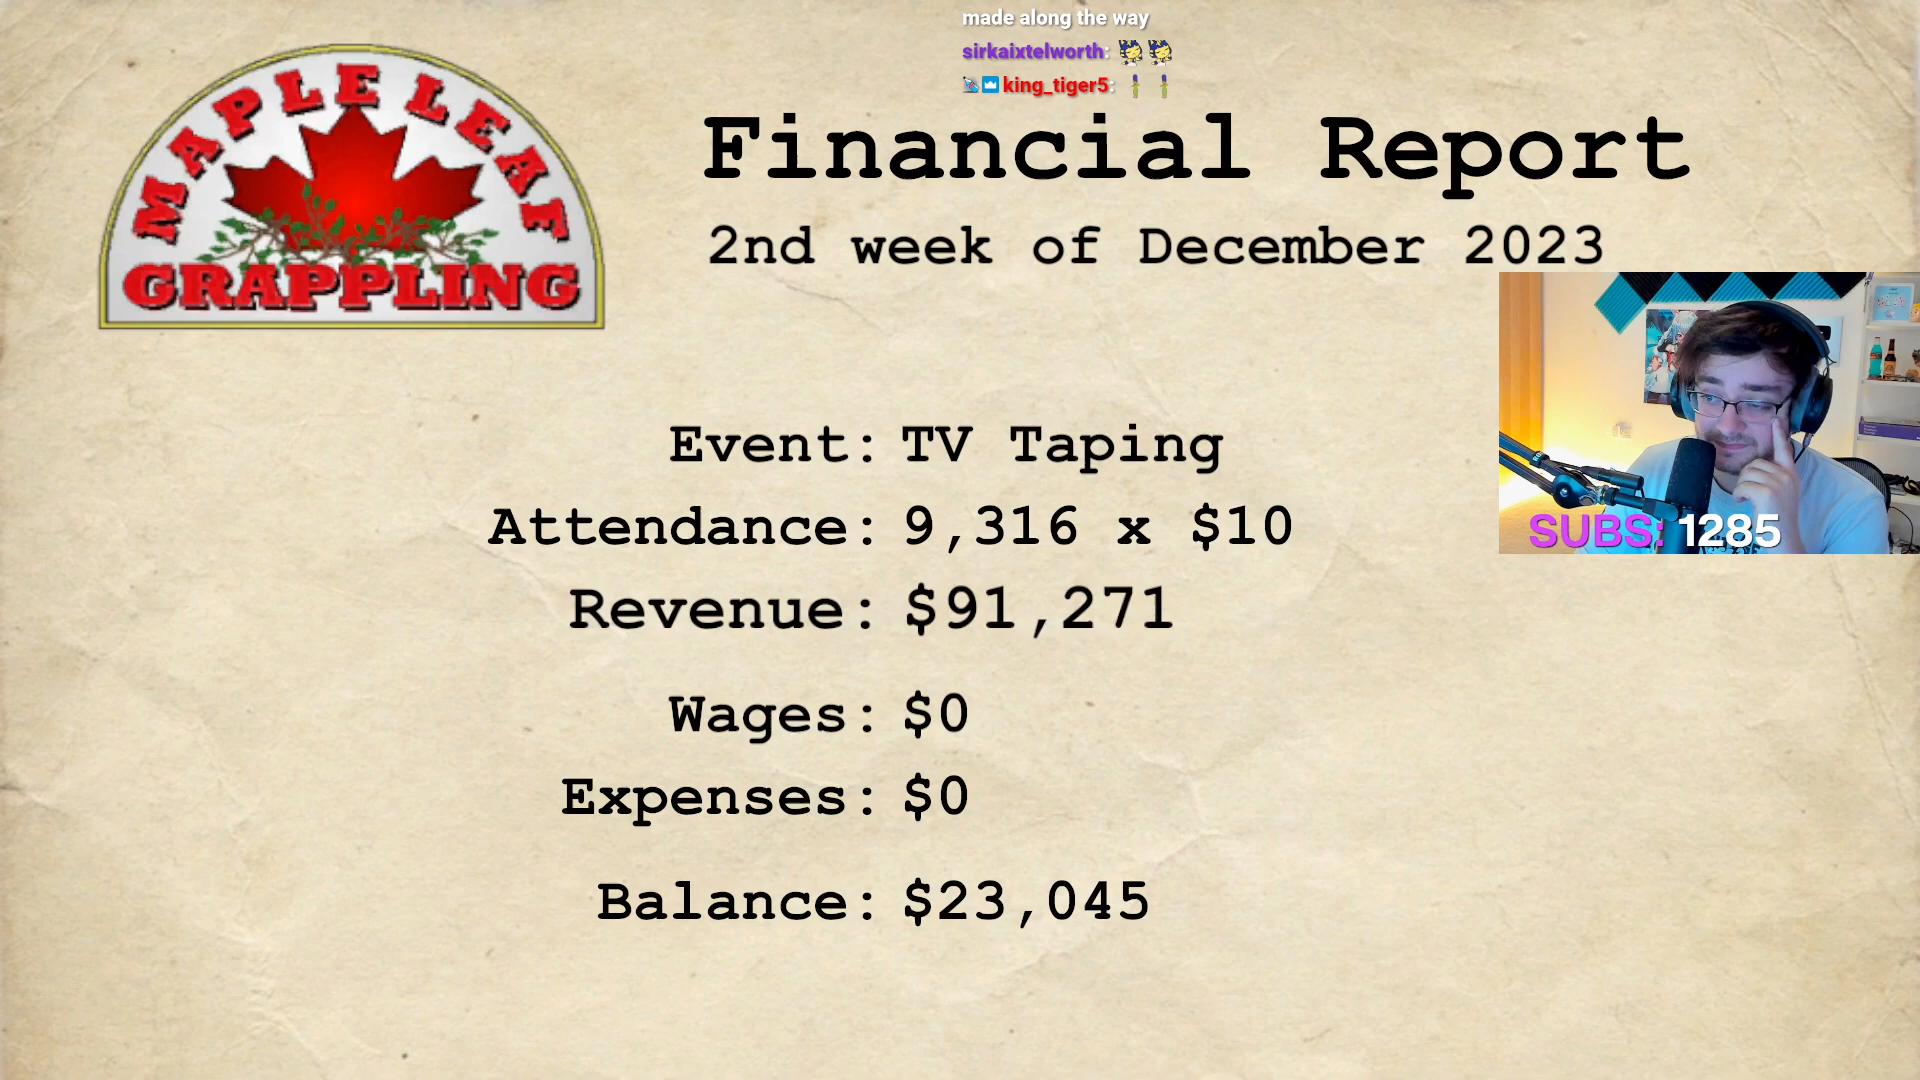 made along the way
sirkaixtelworth:
king_tiger5:
MAPLE LEAF
GRAPPLING
Financial Report
2nd week of December 2023
Event: TV Taping
Attendance: 9,316 x $10
Revenue: $91,271
Wages: $0
Expenses: $0
Balance: $23,045
SUBS: 1285